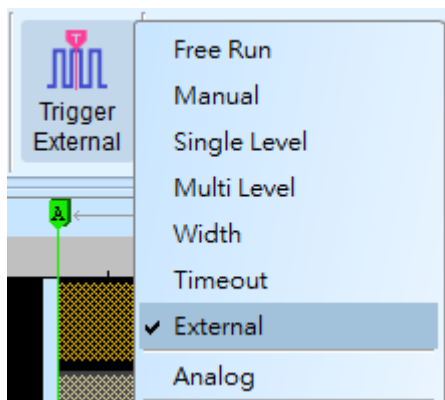 T
Trigger
External
A
Free Run
Manual
Single Level
Multi Level
Width
Timeout
External
Analog